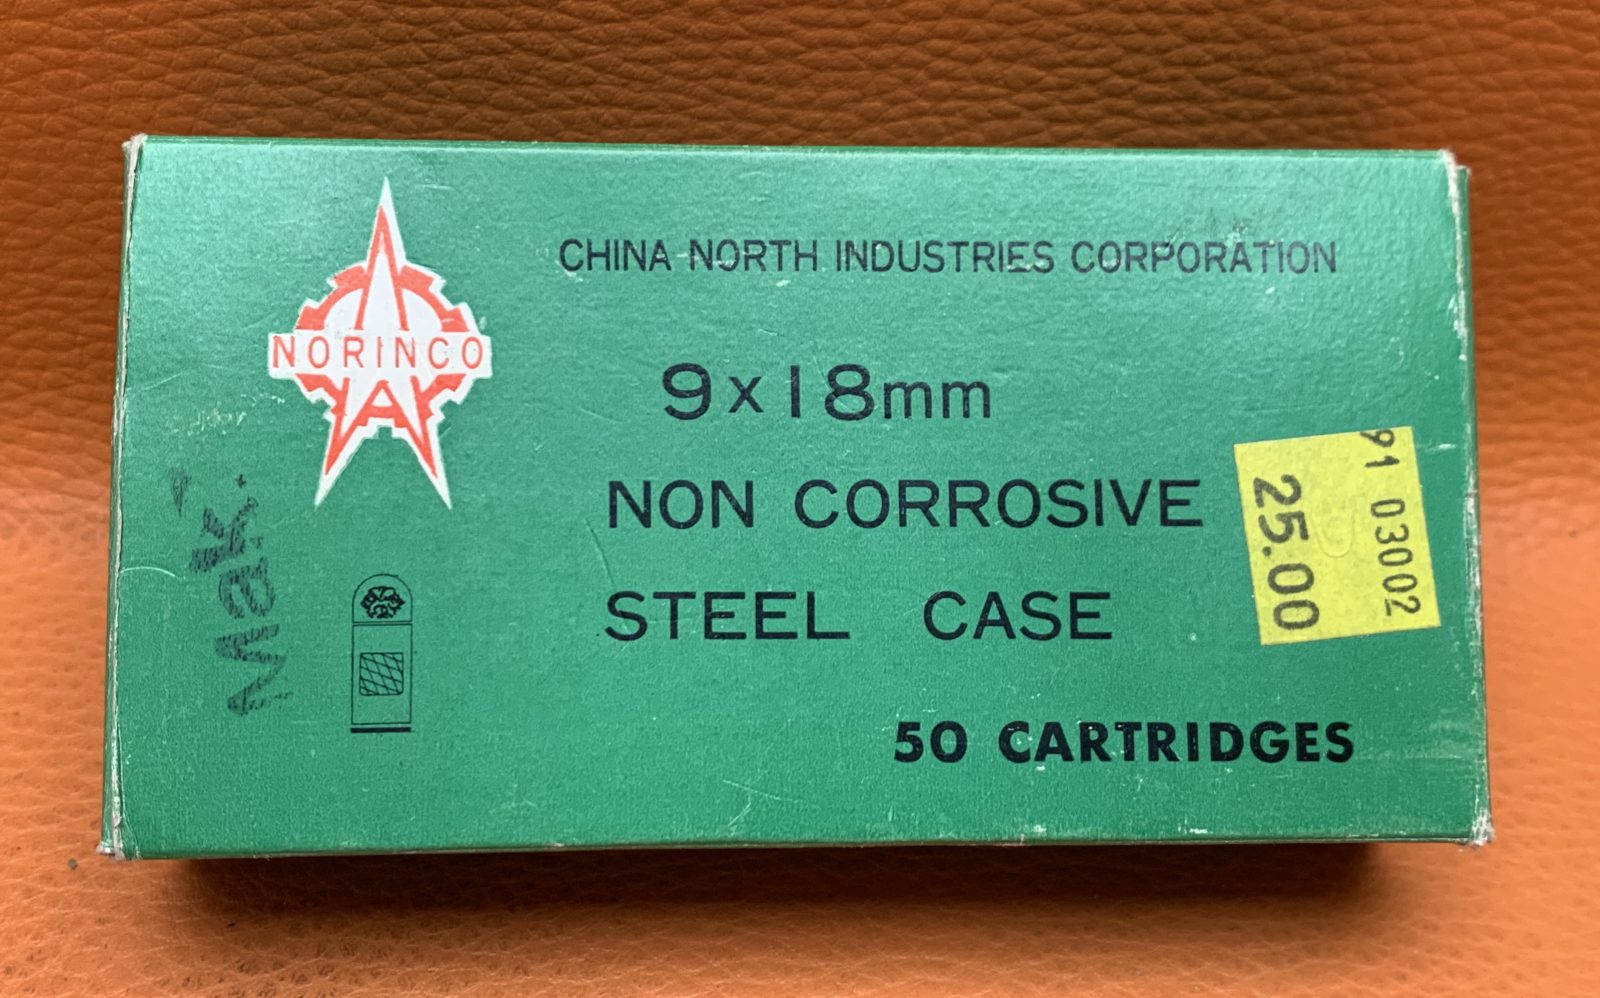 NORINCO
CHINA NORTH INDUSTRIES CORPORATION
9x18mm
NON CORROSIVE
STEEL CASE
50 CARTRIDGES
Mak.
91 03002
25.00